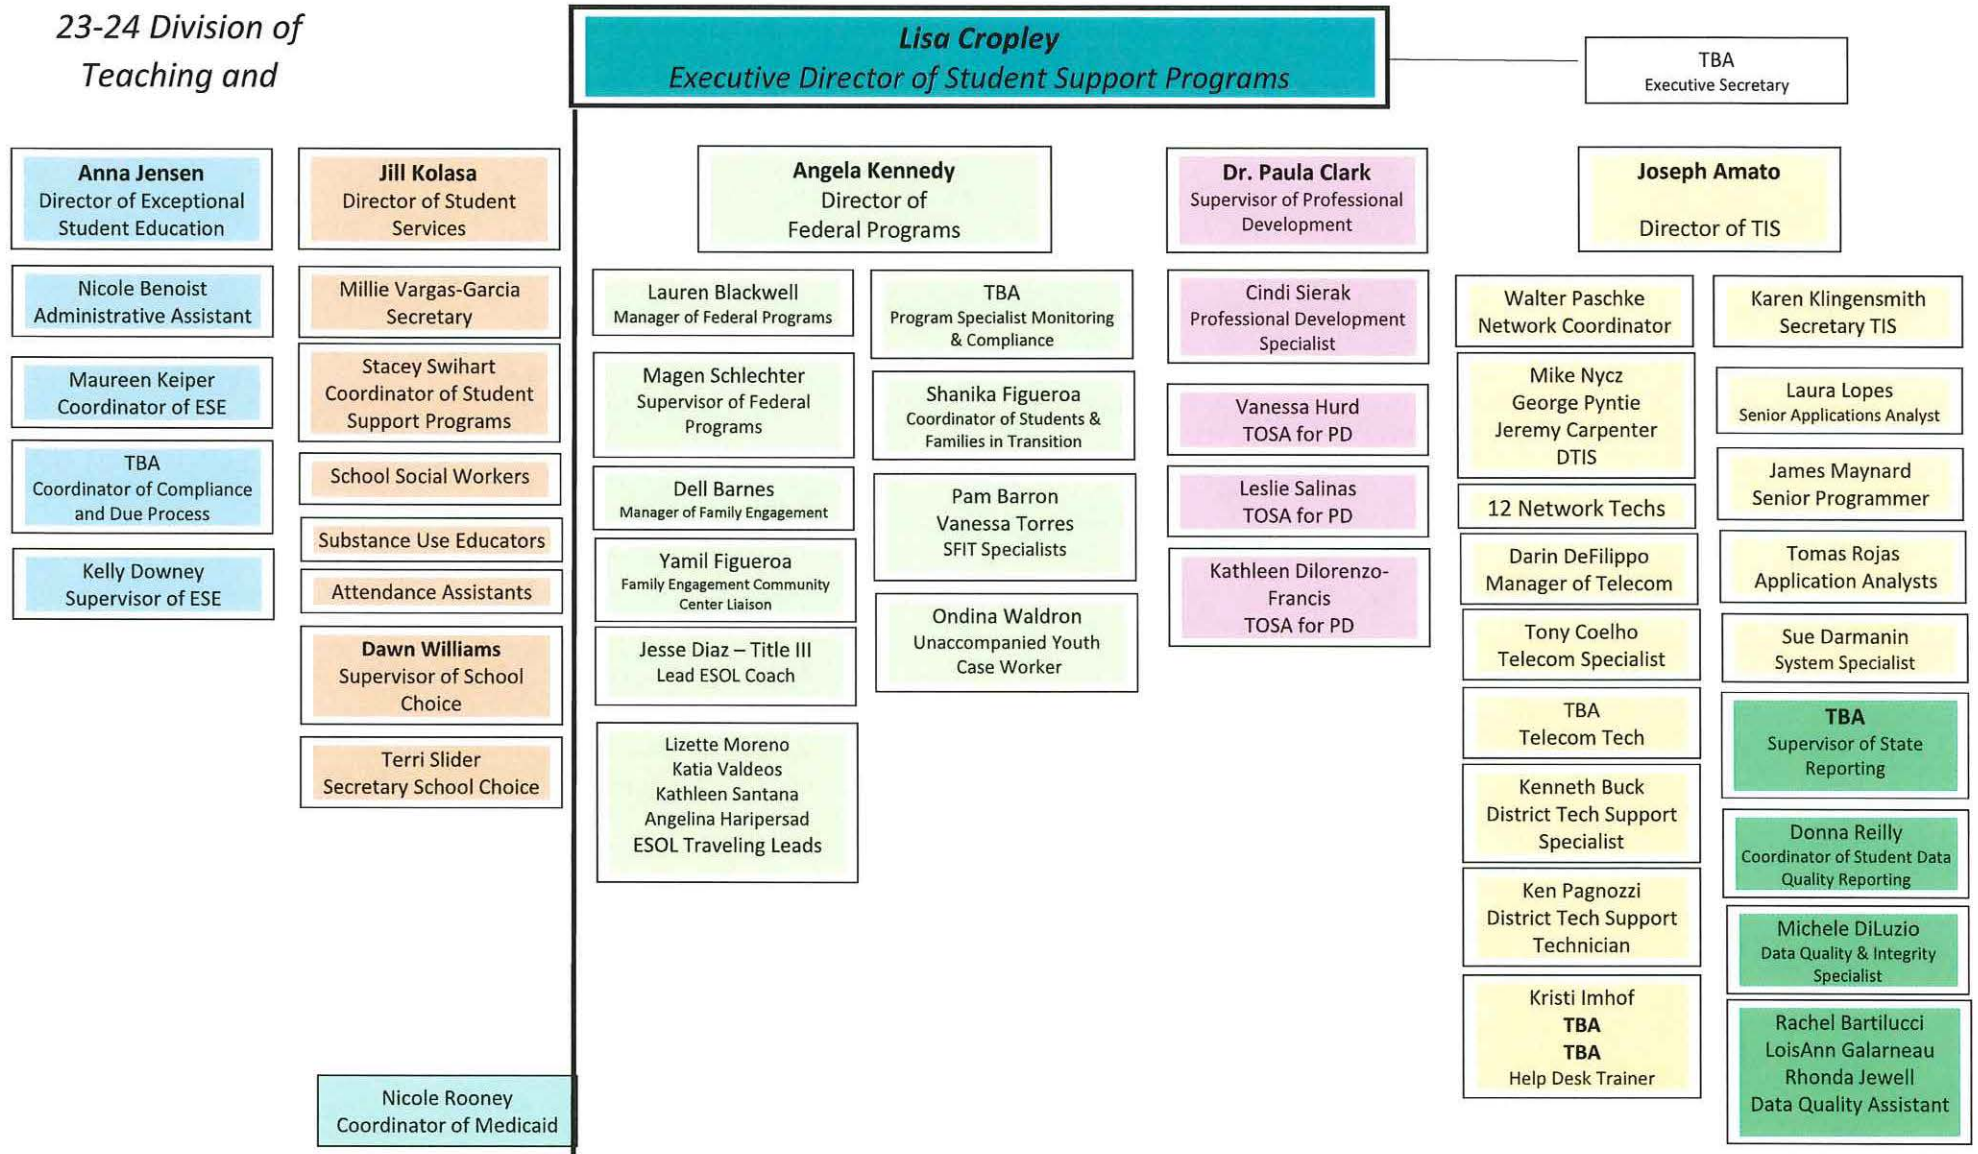 23-24 Division of
Teaching and
Lisa Cropley
Executive Director of Student Support Programs
TBA
Executive Secretary
Anna Jensen
Director of Exceptional
Student Education
Nicole Benoist
Administrative Assistant
Maureen Keiper
Coordinator of ESE
TBA
Coordinator of Compliance
and Due Process
Kelly Downey
Supervisor of ESE
Jill Kolasa
Director of Student
Services
Millie Vargas-Garcia
Secretary
Stacey Swihart
Coordinator of Student
Support Programs
School Social Workers
Substance Use Educators
Attendance Assistants
Dawn Williams
Supervisor of School
Choice
Terri Slider
Secretary School Choice
Nicole Rooney
Coordinator of Medicaid
Angela Kennedy
Director of
Federal Programs
Lauren Blackwell
Manager of Federal Programs
Magen Schlechter
Supervisor of Federal
Programs
Dell Barnes
Manager of Family Engagement
Yamil Figueroa
Family Engagement Community
Center Liaison
Jesse Diaz – Title III
Lead ESOL Coach
Lizette Moreno
Katia Valdeos
Kathleen Santana
Angelina Haripersad
ESOL Traveling Leads
TBA
Program Specialist Monitoring
& Compliance
Shanika Figueroa
Coordinator of Students &
Families in Transition
Pam Barron
Vanessa Torres
SFIT Specialists
Ondina Waldron
Unaccompanied Youth
Case Worker
Dr. Paula Clark
Supervisor of Professional
Development
Cindi Sierak
Professional Development
Specialist
Vanessa Hurd
TOSA for PD
Leslie Salinas
TOSA for PD
Kathleen Dilorenzo-
Francis
TOSA for PD
Joseph Amato
Director of TIS
Walter Paschke
Network Coordinator
Mike Nycz
George Pyntie
Jeremy Carpenter
DTIS
12 Network Techs
Darin DeFilippo
Manager of Telecom
Tony Coelho
Telecom Specialist
TBA
Telecom Tech
Kenneth Buck
District Tech Support
Specialist
Ken Pagnozzi
District Tech Support
Technician
Kristi Imhof
TBA
TBA
Help Desk Trainer
Karen Klingensmith
Secretary TIS
Laura Lopes
Senior Applications Analyst
James Maynard
Senior Programmer
Tomas Rojas
Application Analysts
Sue Darmanin
System Specialist
TBA
Supervisor of State
Reporting
Donna Reilly
Coordinator of Student Data
Quality Reporting
Michele DiLuzio
Data Quality & Integrity
Specialist
Rachel Bartilucci
LoisAnn Galarneau
Rhonda Jewell
Data Quality Assistant